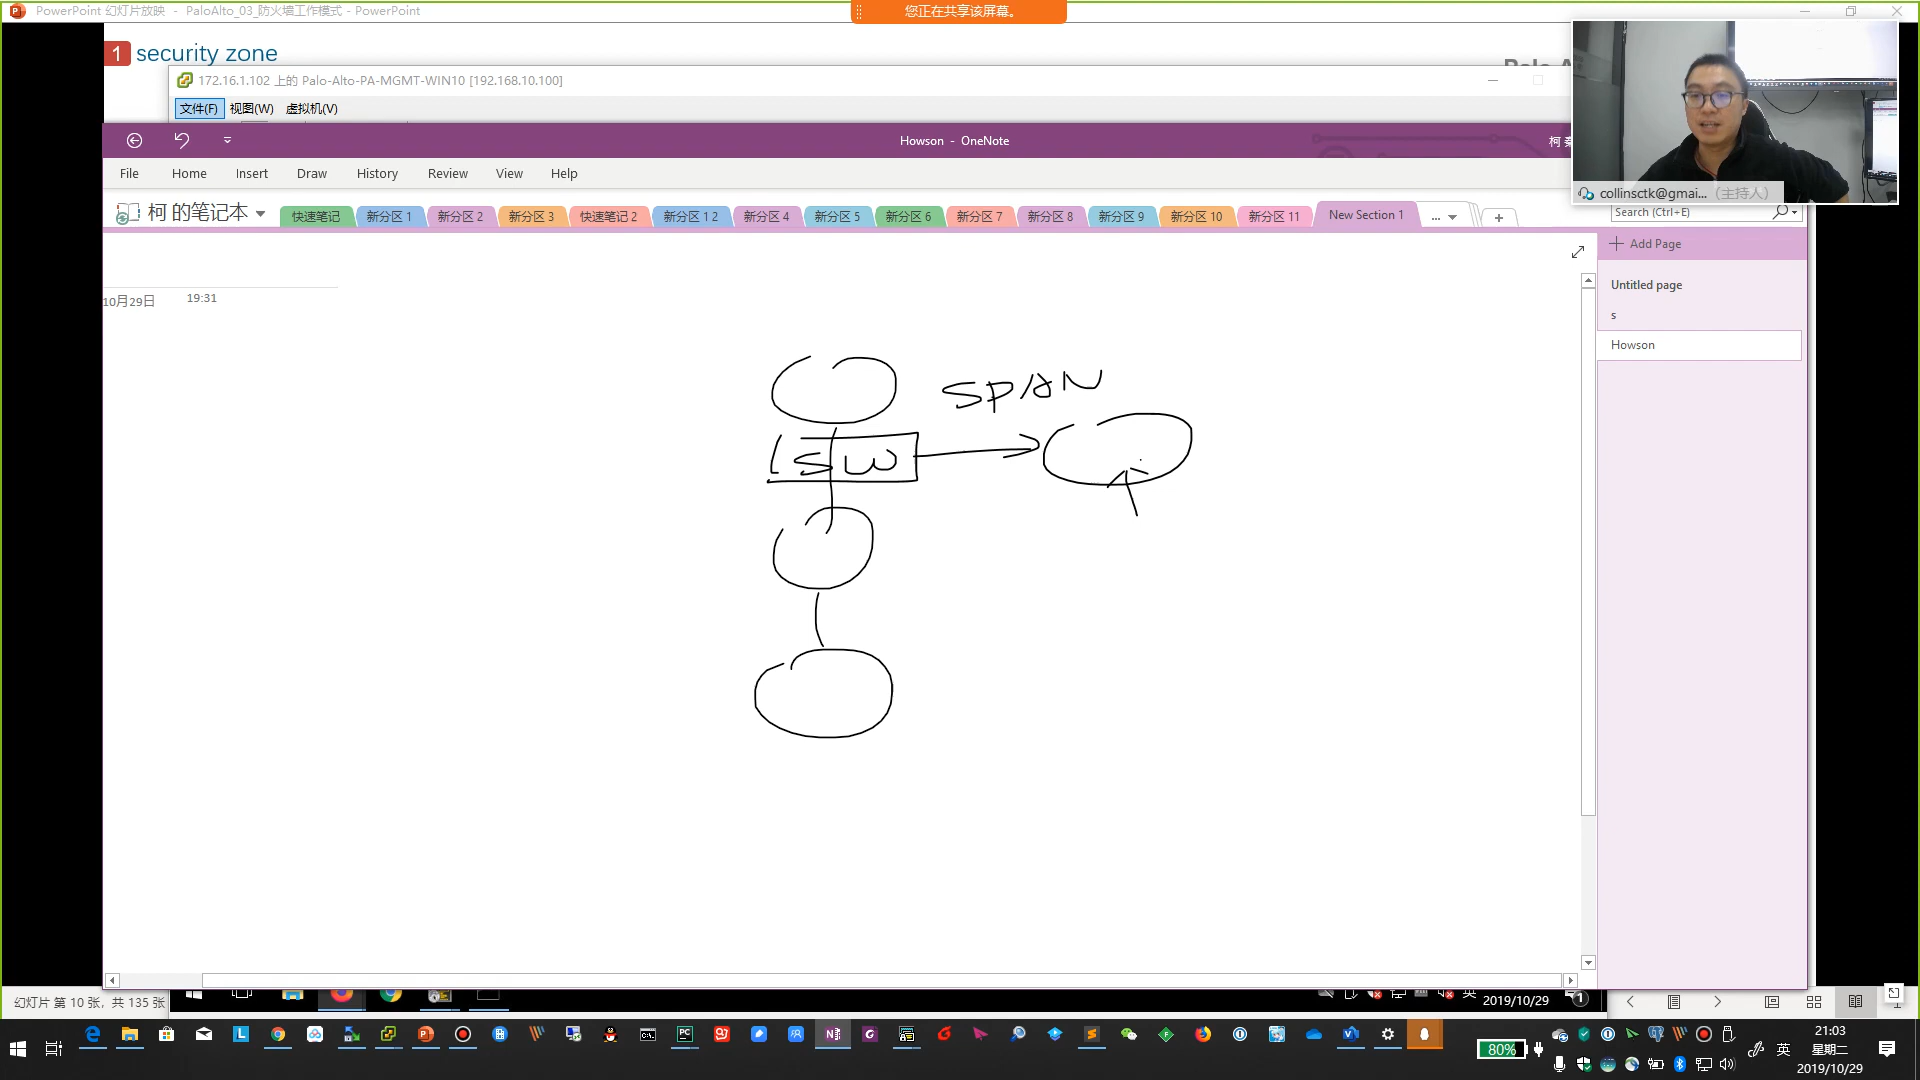 PowerPoint 幻灯片放映 - PaloAlto_03_防火墙工作模式 - PowerPoint
您正在共享该屏幕。
1 security zone
172.16.1.102 上的 Palo-Alto-PA-MGMT-WIN10 [192.168.10.100]
文件(F) 视图(W) 虚拟机(V)
Howson - OneNote
柯
collinsctk@gmai... (主持人)
File Home Insert Draw History Review View Help
柯 的笔记本
快速笔记 新分区 1 新分区 2 新分区 3 快速笔记 2 新分区 1 2 新分区 4 新分区 5 新分区 6 新分区 7 新分区 8 新分区 9 新分区 10 新分区 11 New Section 1 ...
Search (Ctrl+E)
Add Page
Untitled page
s
Howson
10月29日 19:31
SPAN
SW
幻灯片 第 10 张，共 135 张
英
2019/10/29
1
80%
英
21:03
星期二
2019/10/29